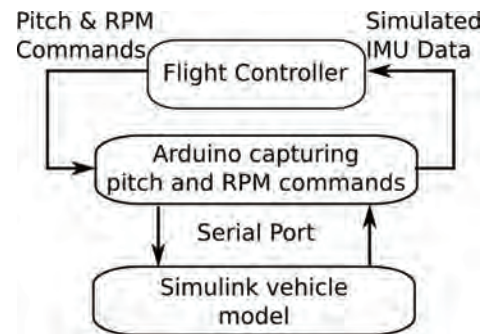 Pitch & RPM
Commands
Simulated
IMU Data
Flight Controller
Arduino capturing
pitch and RPM commands
Serial Port
Simulink vehicle
model